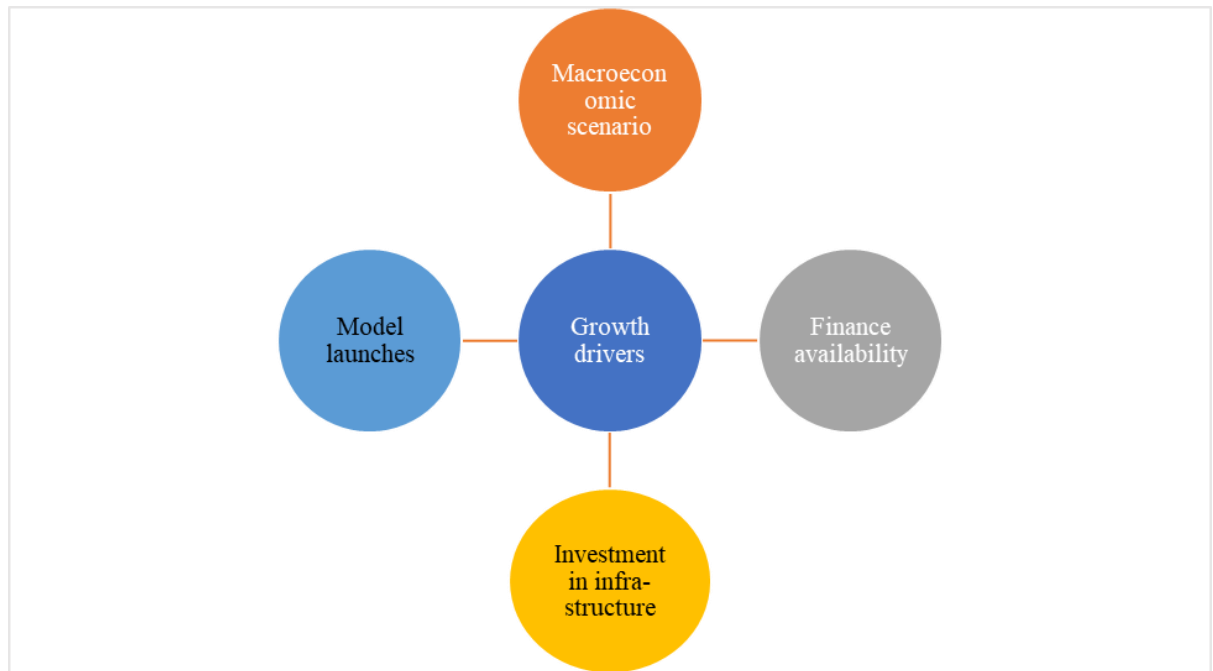 Macroecon
omic
scenario
Model
launches
Growth
drivers
Finance
availability
Investment
in infra-
structure